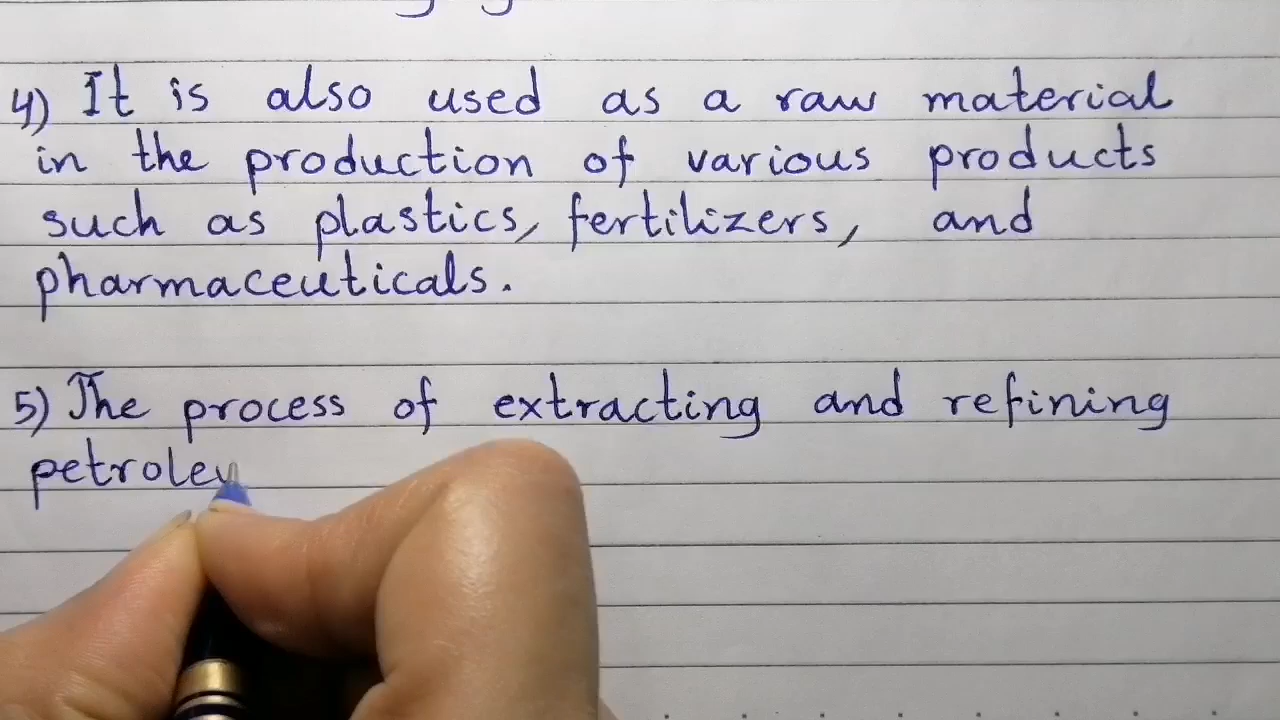 4) It is also used as a raw material
in the production of various products
such as plastics, fertilizers, and
pharmaceuticals.
5) The process of extracting and refining
petroleu